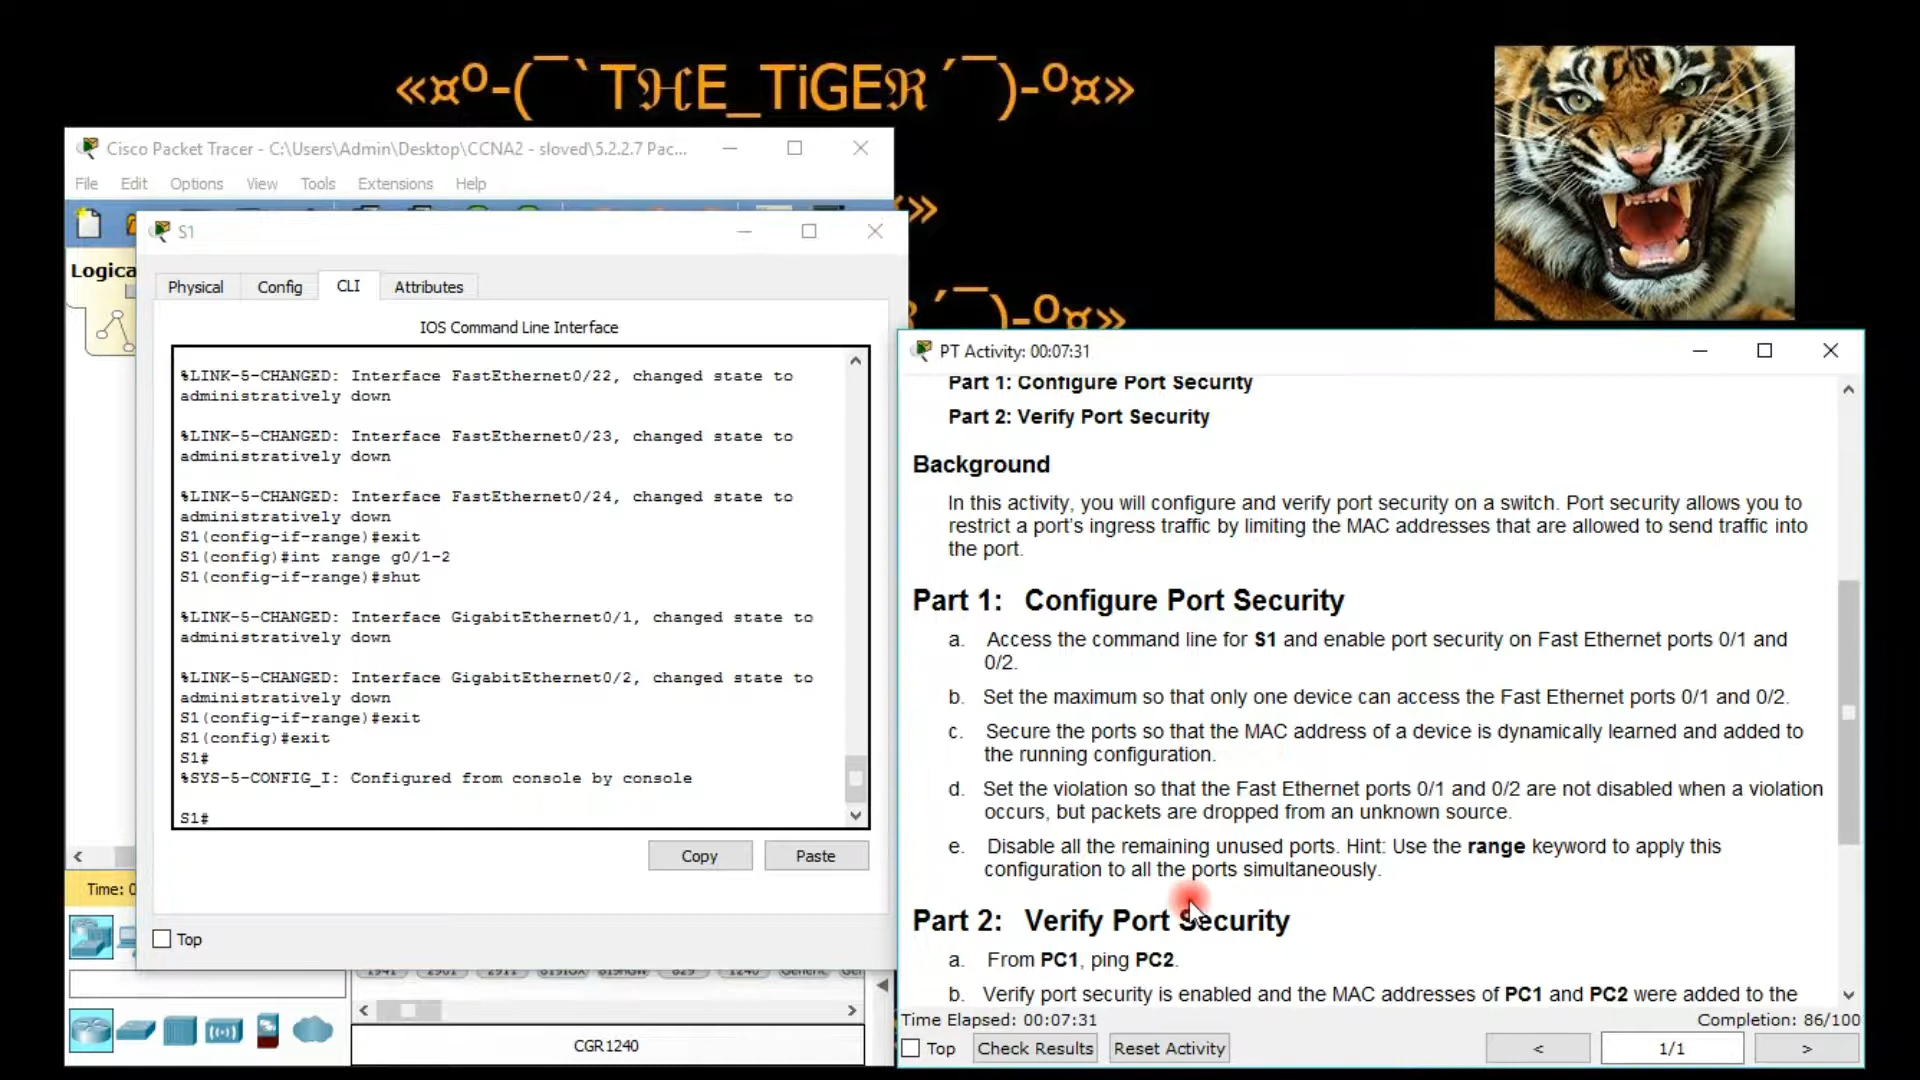 «¤º-(¯`TℋE_TiGEℜ´¯)-º¤»
Cisco Packet Tracer - C:\Users\Admin\Desktop\CCNA2 - sloved\5.2.2.7 Pac...
File Edit Options View Tools Extensions Help
»
S1
Logica
Physical Config CLI Attributes
´¯)-º¤»
IOS Command Line Interface
%LINK-5-CHANGED: Interface FastEthernet0/22, changed state to
administratively down
%LINK-5-CHANGED: Interface FastEthernet0/23, changed state to
administratively down
%LINK-5-CHANGED: Interface FastEthernet0/24, changed state to
administratively down
S1(config-if-range)#exit
S1(config)#int range g0/1-2
S1(config-if-range)#shut
%LINK-5-CHANGED: Interface GigabitEthernet0/1, changed state to
administratively down
%LINK-5-CHANGED: Interface GigabitEthernet0/2, changed state to
administratively down
S1(config-if-range)#exit
S1(config)#exit
S1#
%SYS-5-CONFIG_I: Configured from console by console
S1#
Copy Paste
Time: 0
Top
1941 2901 2911 819IOX 819HGW 829 1240 Generic Ge
CGR1240
PT Activity: 00:07:31
Part 1: Configure Port Security
Part 2: Verify Port Security
Background
In this activity, you will configure and verify port security on a switch. Port security allows you to
restrict a port's ingress traffic by limiting the MAC addresses that are allowed to send traffic into
the port.
Part 1: Configure Port Security
a. Access the command line for S1 and enable port security on Fast Ethernet ports 0/1 and
0/2.
b. Set the maximum so that only one device can access the Fast Ethernet ports 0/1 and 0/2.
c. Secure the ports so that the MAC address of a device is dynamically learned and added to
the running configuration.
d. Set the violation so that the Fast Ethernet ports 0/1 and 0/2 are not disabled when a violation
occurs, but packets are dropped from an unknown source.
e. Disable all the remaining unused ports. Hint: Use the range keyword to apply this
configuration to all the ports simultaneously.
Part 2: Verify Port Security
a. From PC1, ping PC2.
b. Verify port security is enabled and the MAC addresses of PC1 and PC2 were added to the
Time Elapsed: 00:07:31 Completion: 86/100
Top Check Results Reset Activity < 1/1 >